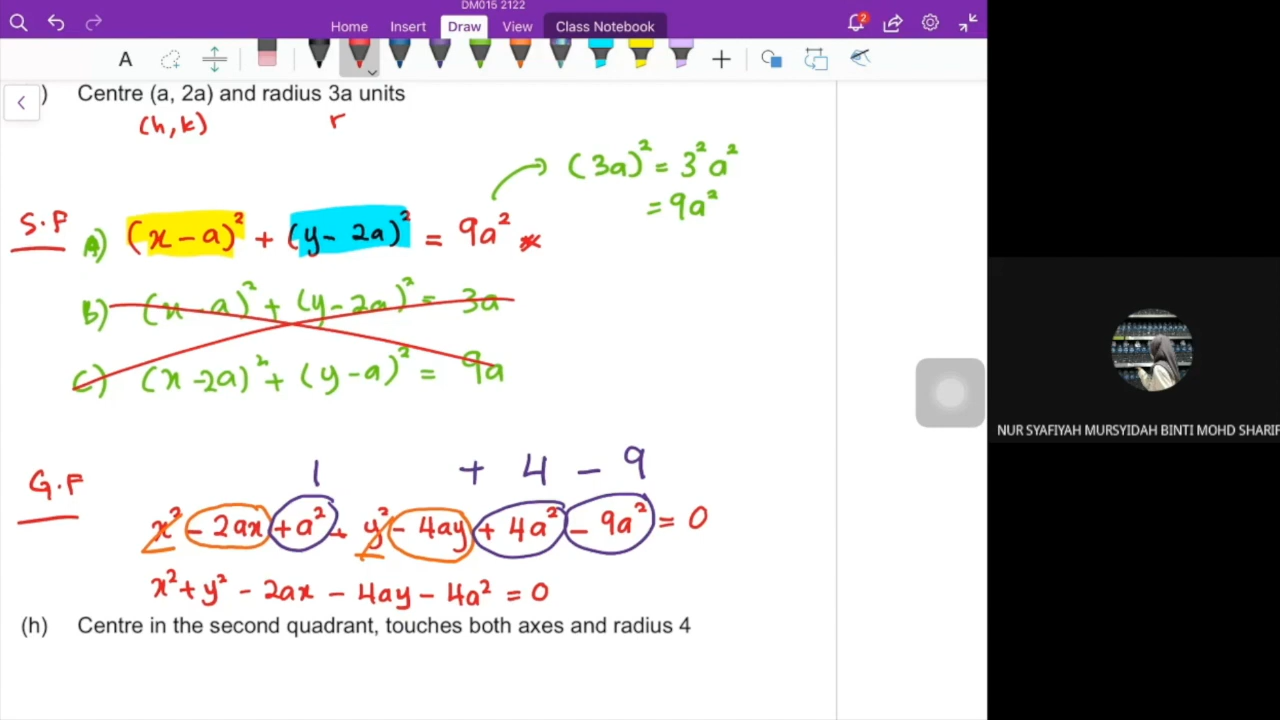 DM015 2122
Home Insert Draw View Class Notebook
2
A
) Centre (a, 2a) and radius 3a units
(h, k) r
(3a)² = 3²a²
= 9a²
S.F
A) (x - a)² + (y - 2a)² = 9a²
B) (x - a)² + (y - 2a)² = 3a
C) (x - 2a)² + (y - a)² = 9a
NUR SYAFIYAH MURSYIDAH BINTI MOHD SHARIF
1 + 4 - 9
G.F
x² - 2ax + a² + y² - 4ay + 4a² - 9a² = 0
x² + y² - 2ax - 4ay - 4a² = 0
(h) Centre in the second quadrant, touches both axes and radius 4